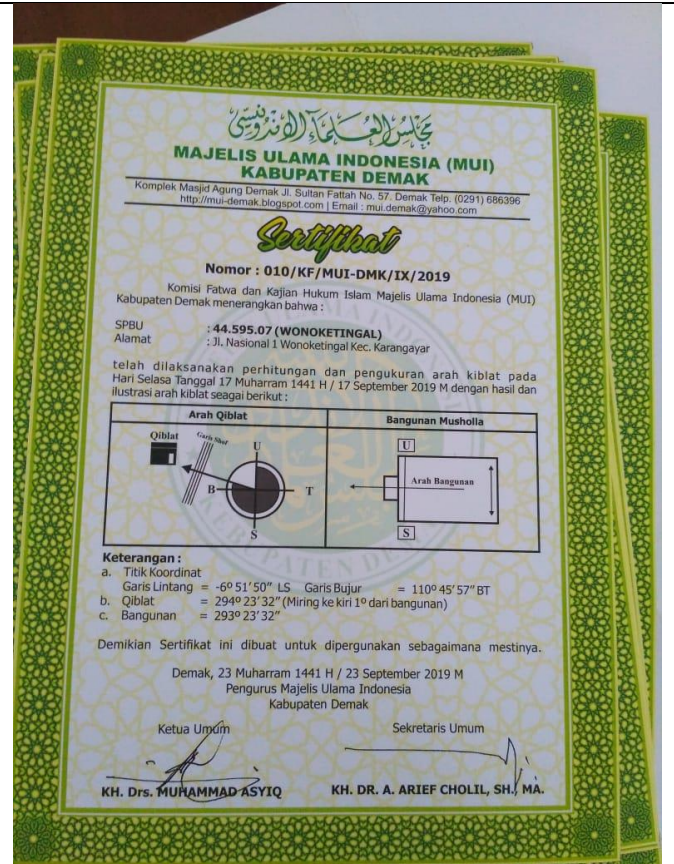 مجلس العلماء الإندونيسي
MAJELIS ULAMA INDONESIA (MUI)
KABUPATEN DEMAK
Komplek Masjid Agung Demak Jl. Sultan Fattah No. 57. Demak Telp. (0291) 686396
http://mui-demak.blogspot.com | Email : mui.demak@yahoo.com
Sertifikat
Nomor : 010/KF/MUI-DMK/IX/2019
Komisi Fatwa dan Kajian Hukum Islam Majelis Ulama Indonesia (MUI)
Kabupaten Demak menerangkan bahwa :
SPBU : 44.595.07 (WONOKETINGAL)
Alamat : Jl. Nasional 1 Wonoketingal Kec. Karangayar
telah dilaksanakan perhitungan dan pengukuran arah kiblat pada
Hari Selasa Tanggal 17 Muharram 1441 H / 17 September 2019 M dengan hasil dan
ilustrasi arah kiblat seagai berikut :
Arah Qiblat
Bangunan Musholla
Qiblat
Garis Shof
U
B
T
S
U
Arah Bangunan
S
Keterangan :
a. Titik Koordinat
Garis Lintang = -6º 51'50" LS Garis Bujur = 110º 45'57" BT
b. Qiblat = 294º 23'32" (Miring ke kiri 1º dari bangunan)
c. Bangunan = 293º 23'32"
Demikian Sertifikat ini dibuat untuk dipergunakan sebagaimana mestinya.
Demak, 23 Muharram 1441 H / 23 September 2019 M
Pengurus Majelis Ulama Indonesia
Kabupaten Demak
Ketua Umum
Sekretaris Umum
KH. Drs. MUHAMMAD ASYIQ
KH. DR. A. ARIEF CHOLIL, SH., MA.